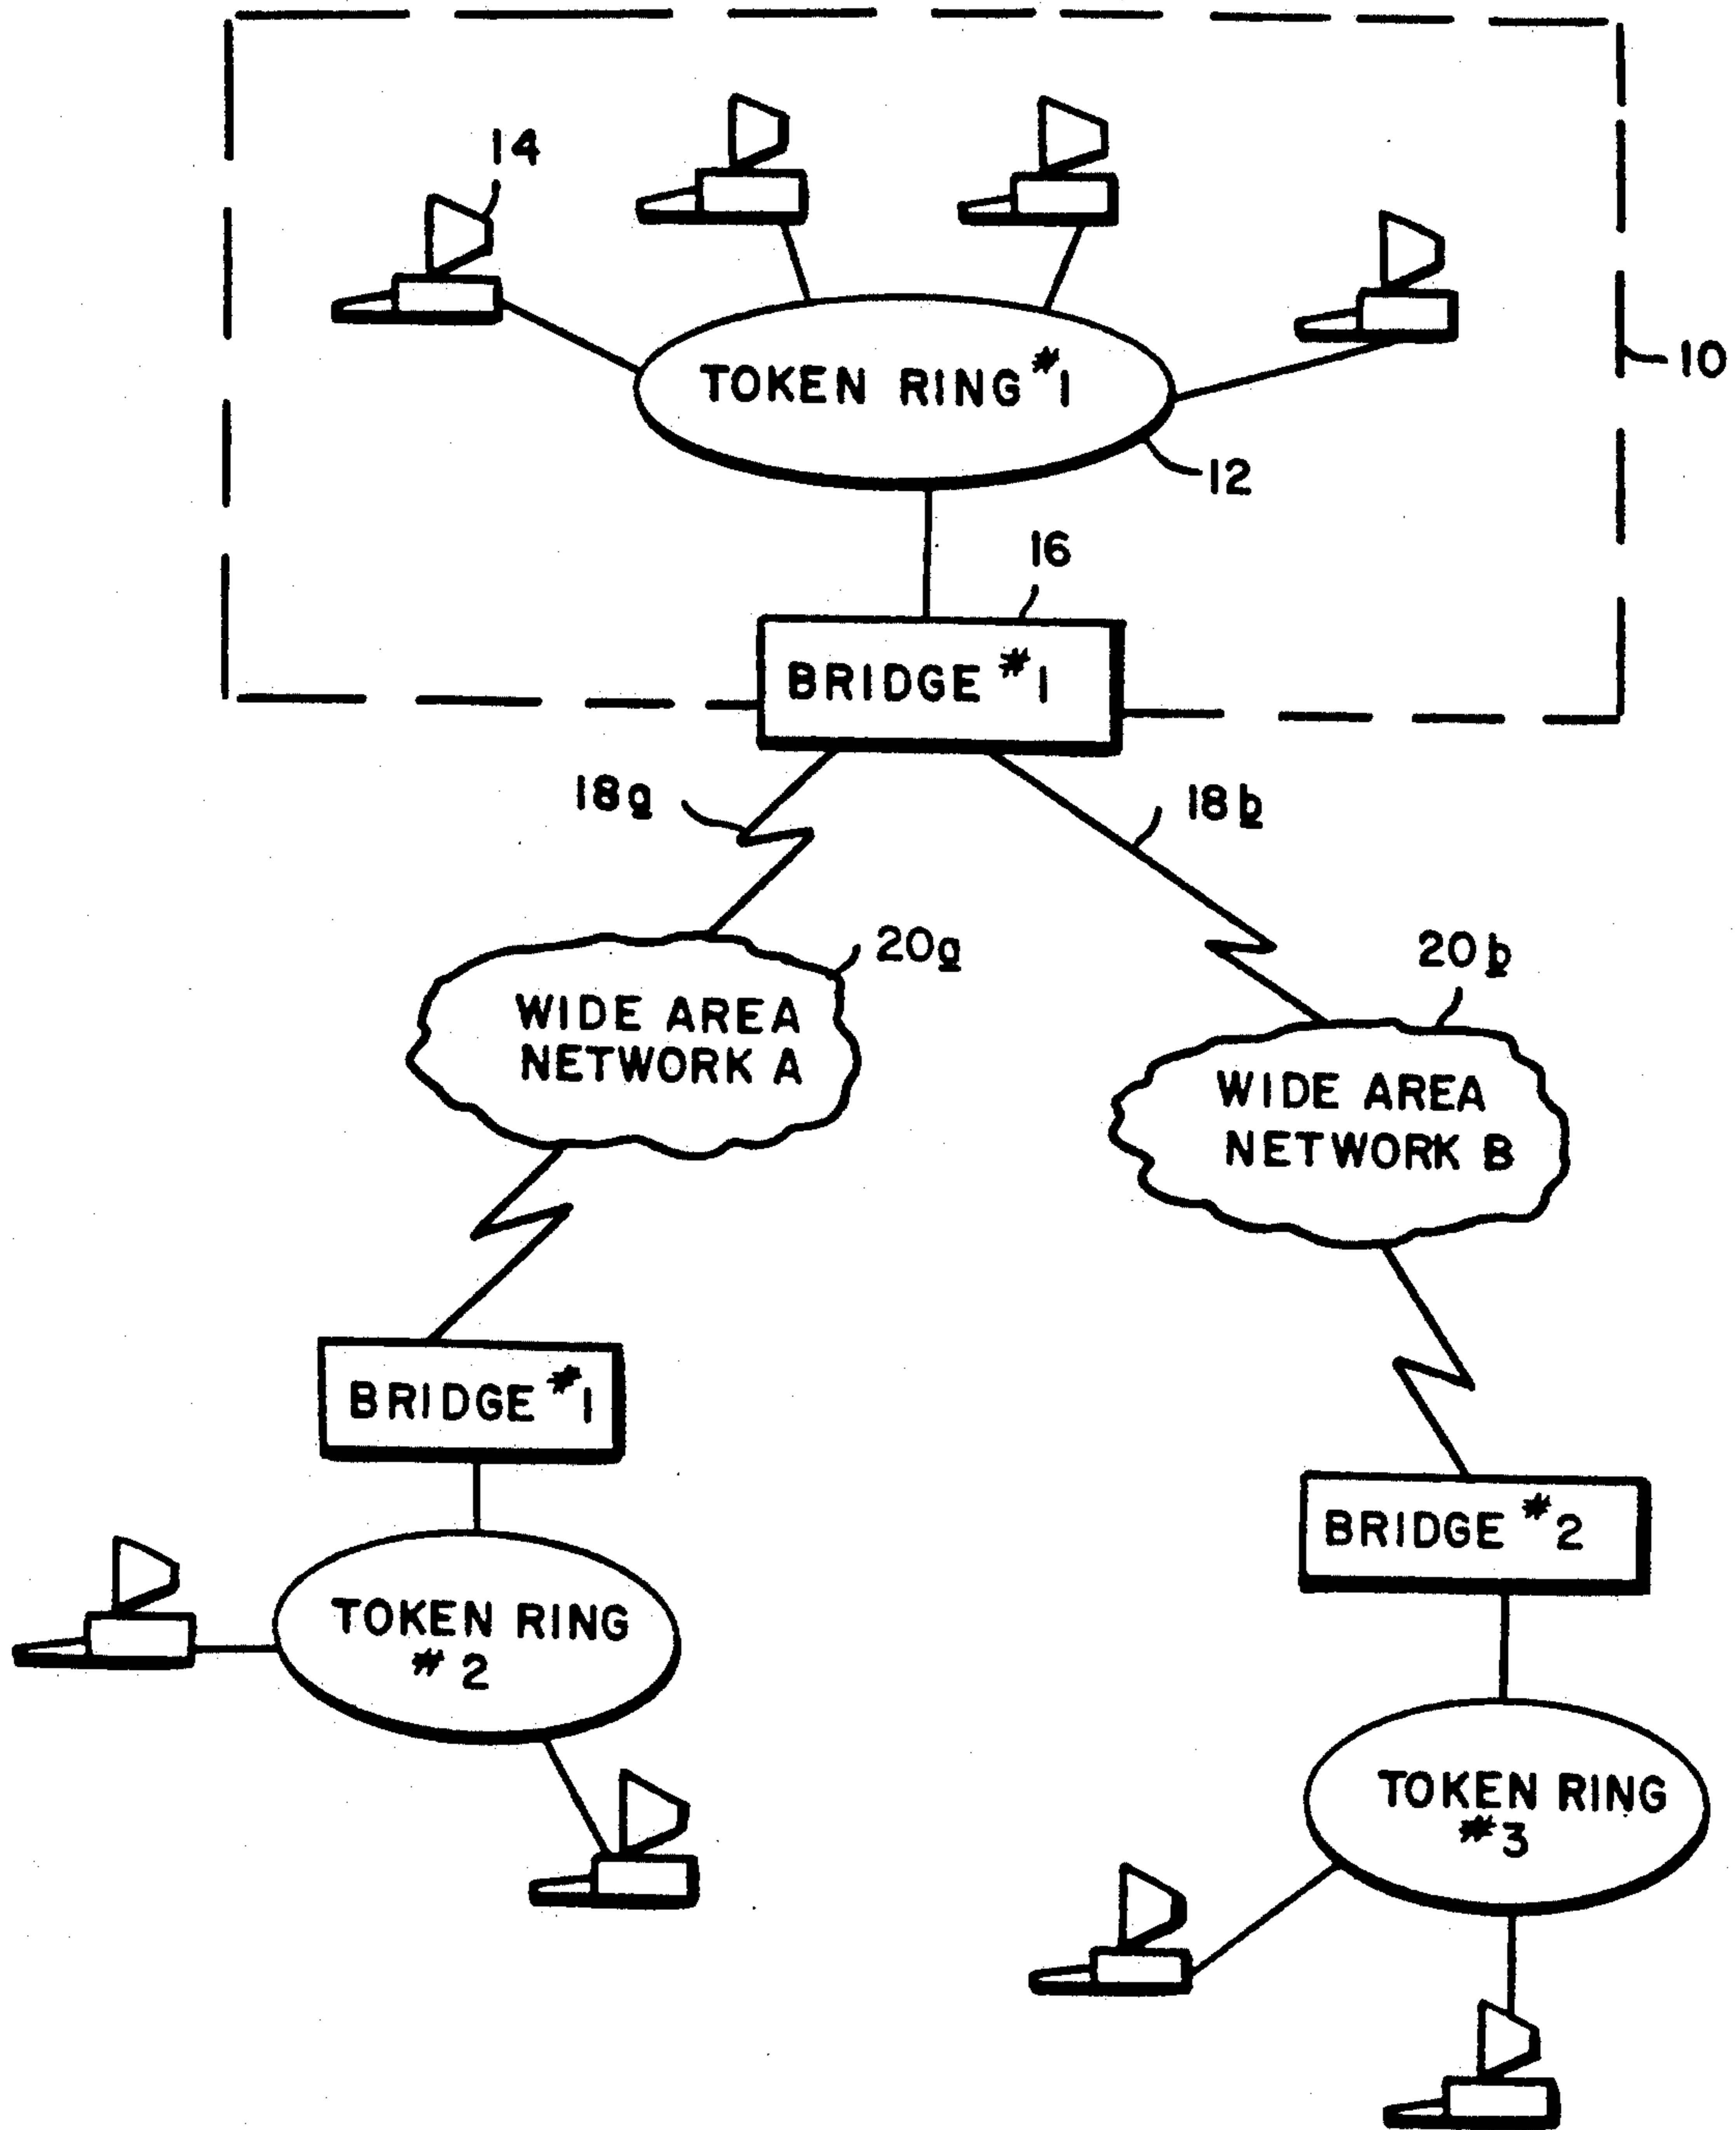 14
TOKEN RING #1
10
12
16
BRIDGE #1
18a
18b
20a
20b
WIDE AREA
NETWORK A
WIDE AREA
NETWORK B
BRIDGE #1
BRIDGE #2
TOKEN RING
#2
TOKEN RING
#3